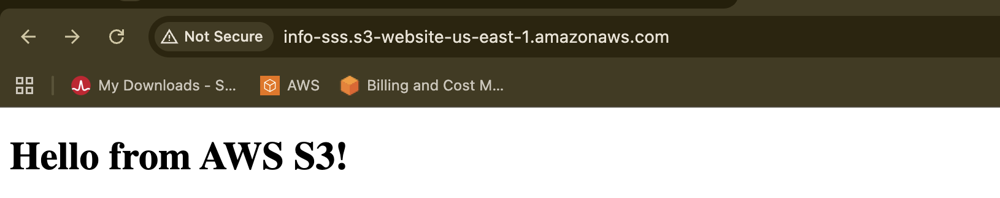 Not Secure info-sss.s3-website-us-east-1.amazonaws.com
My Downloads - S... AWS Billing and Cost M...
Hello from AWS S3!